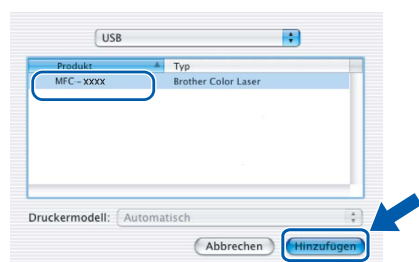 USB
Produkt Typ
MFC – xxxx Brother Color Laser
Druckermodell: Automatisch
Abbrechen Hinzufügen